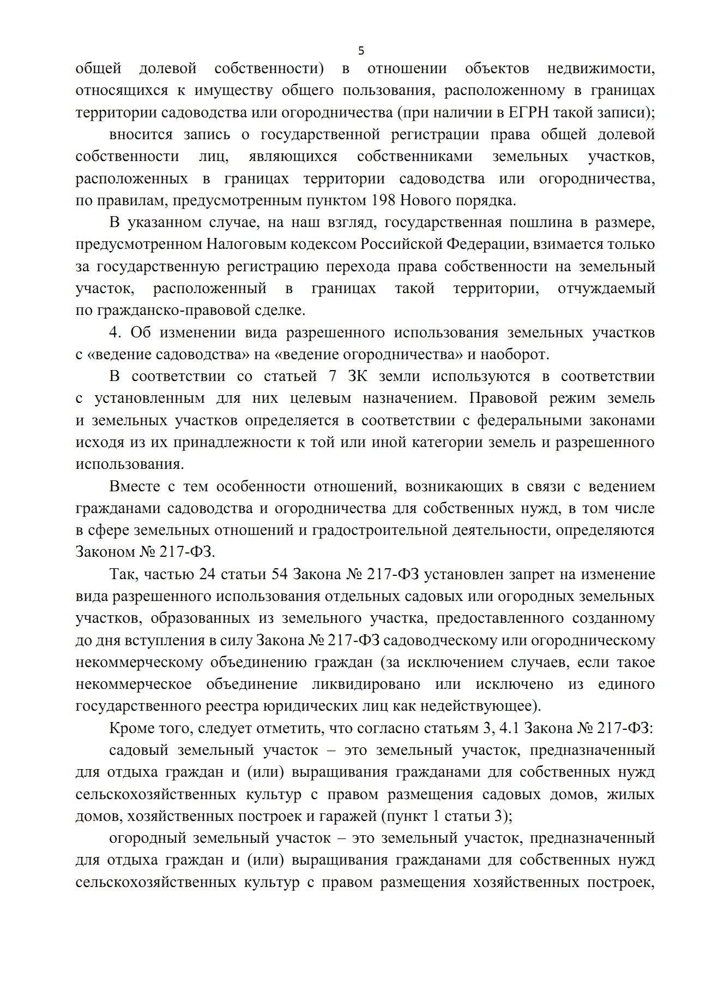 5
общей долевой собственности) в отношении объектов недвижимости,
относящихся к имуществу общего пользования, расположенному в границах
территории садоводства или огородничества (при наличии в ЕГРН такой записи);
вносится запись о государственной регистрации права общей долевой
собственности лиц, являющихся собственниками земельных участков,
расположенных в границах территории садоводства или огородничества,
по правилам, предусмотренным пунктом 198 Нового порядка.
В указанном случае, на наш взгляд, государственная пошлина в размере,
предусмотренном Налоговым кодексом Российской Федерации, взимается только
за государственную регистрацию перехода права собственности на земельный
участок, расположенный в границах такой территории, отчуждаемый
по гражданско-правовой сделке.
4. Об изменении вида разрешенного использования земельных участков
с «ведение садоводства» на «ведение огородничества» и наоборот.
В соответствии со статьей 7 ЗК земли используются в соответствии
с установленным для них целевым назначением. Правовой режим земель
и земельных участков определяется в соответствии с федеральными законами
исходя из их принадлежности к той или иной категории земель и разрешенного
использования.
Вместе с тем особенности отношений, возникающих в связи с ведением
гражданами садоводства и огородничества для собственных нужд, в том числе
в сфере земельных отношений и градостроительной деятельности, определяются
Законом № 217-ФЗ.
Так, частью 24 статьи 54 Закона № 217-ФЗ установлен запрет на изменение
вида разрешенного использования отдельных садовых или огородных земельных
участков, образованных из земельного участка, предоставленного созданному
до дня вступления в силу Закона № 217-ФЗ садоводческому или огородническому
некоммерческому объединению граждан (за исключением случаев, если такое
некоммерческое объединение ликвидировано или исключено из единого
государственного реестра юридических лиц как недействующее).
Кроме того, следует отметить, что согласно статьям 3, 4.1 Закона № 217-ФЗ:
садовый земельный участок – это земельный участок, предназначенный
для отдыха граждан и (или) выращивания гражданами для собственных нужд
сельскохозяйственных культур с правом размещения садовых домов, жилых
домов, хозяйственных построек и гаражей (пункт 1 статьи 3);
огородный земельный участок – это земельный участок, предназначенный
для отдыха граждан и (или) выращивания гражданами для собственных нужд
сельскохозяйственных культур с правом размещения хозяйственных построек,